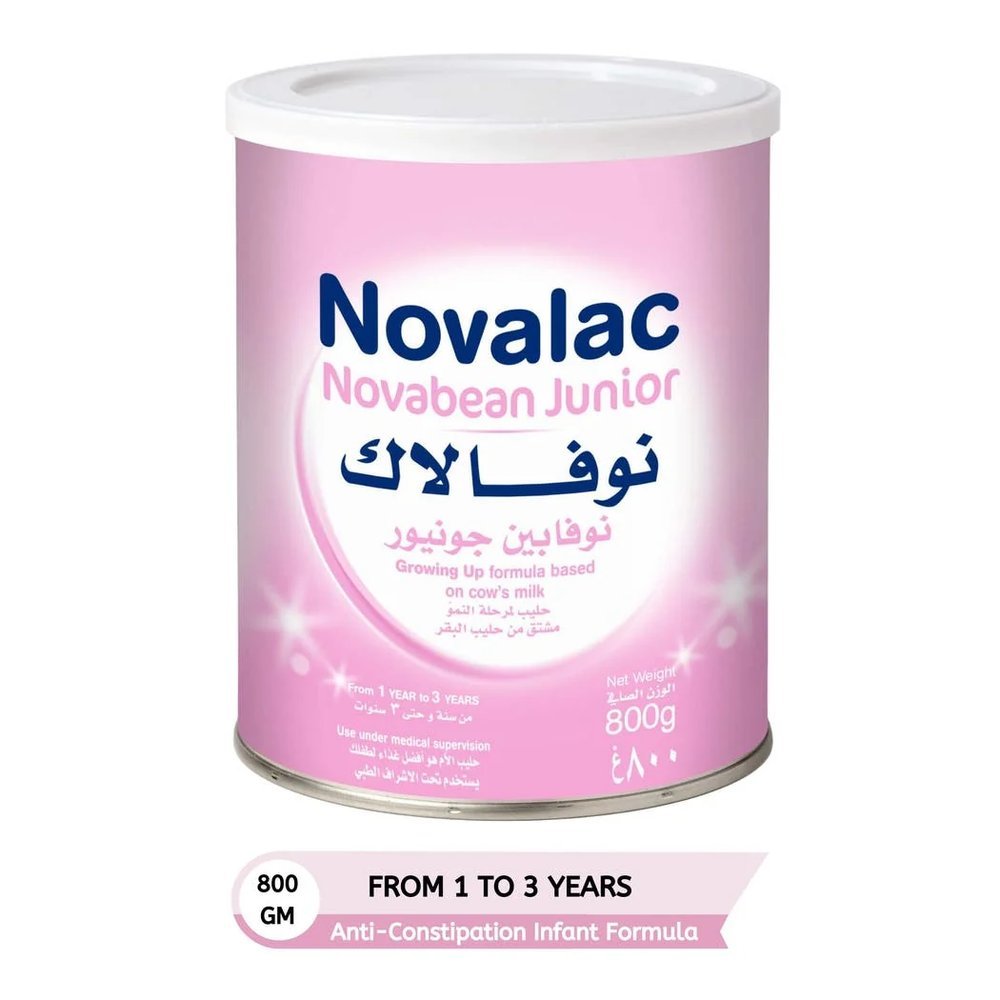 Novalac
Novabean Junior
نوفالاك
نوفابين جونيور
Growing Up formula based
on cow's milk
حليب لمرحلة النمو
مشتق من حليب البقر
From 1 YEAR to 3 YEARS
من سنة و حتى ٣ سنوات
Use under medical supervision
حليب الأم هو أفضل غذاء لطفلك
يستخدم تحت الاشراف الطبي
Net Weight
الوزن الصافي
800g
٨٠٠غ
800
GM
FROM 1 TO 3 YEARS
Anti-Constipation Infant Formula